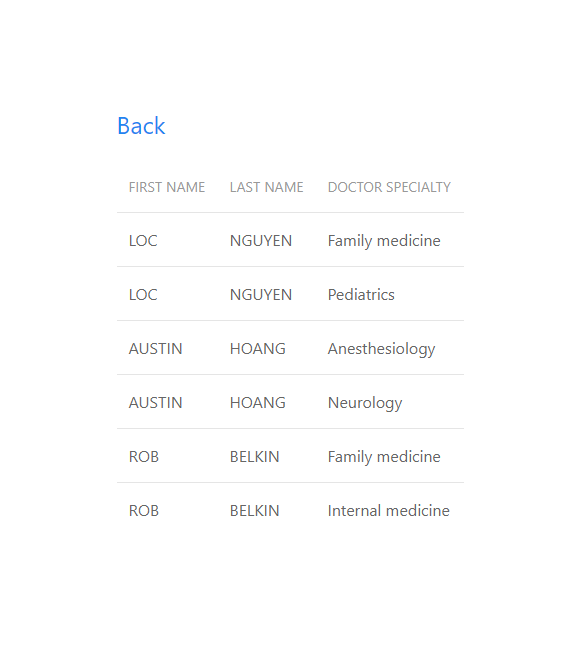 Back
FIRST NAME LAST NAME DOCTOR SPECIALTY
LOC NGUYEN Family medicine
LOC NGUYEN Pediatrics
AUSTIN HOANG Anesthesiology
AUSTIN HOANG Neurology
ROB BELKIN Family medicine
ROB BELKIN Internal medicine